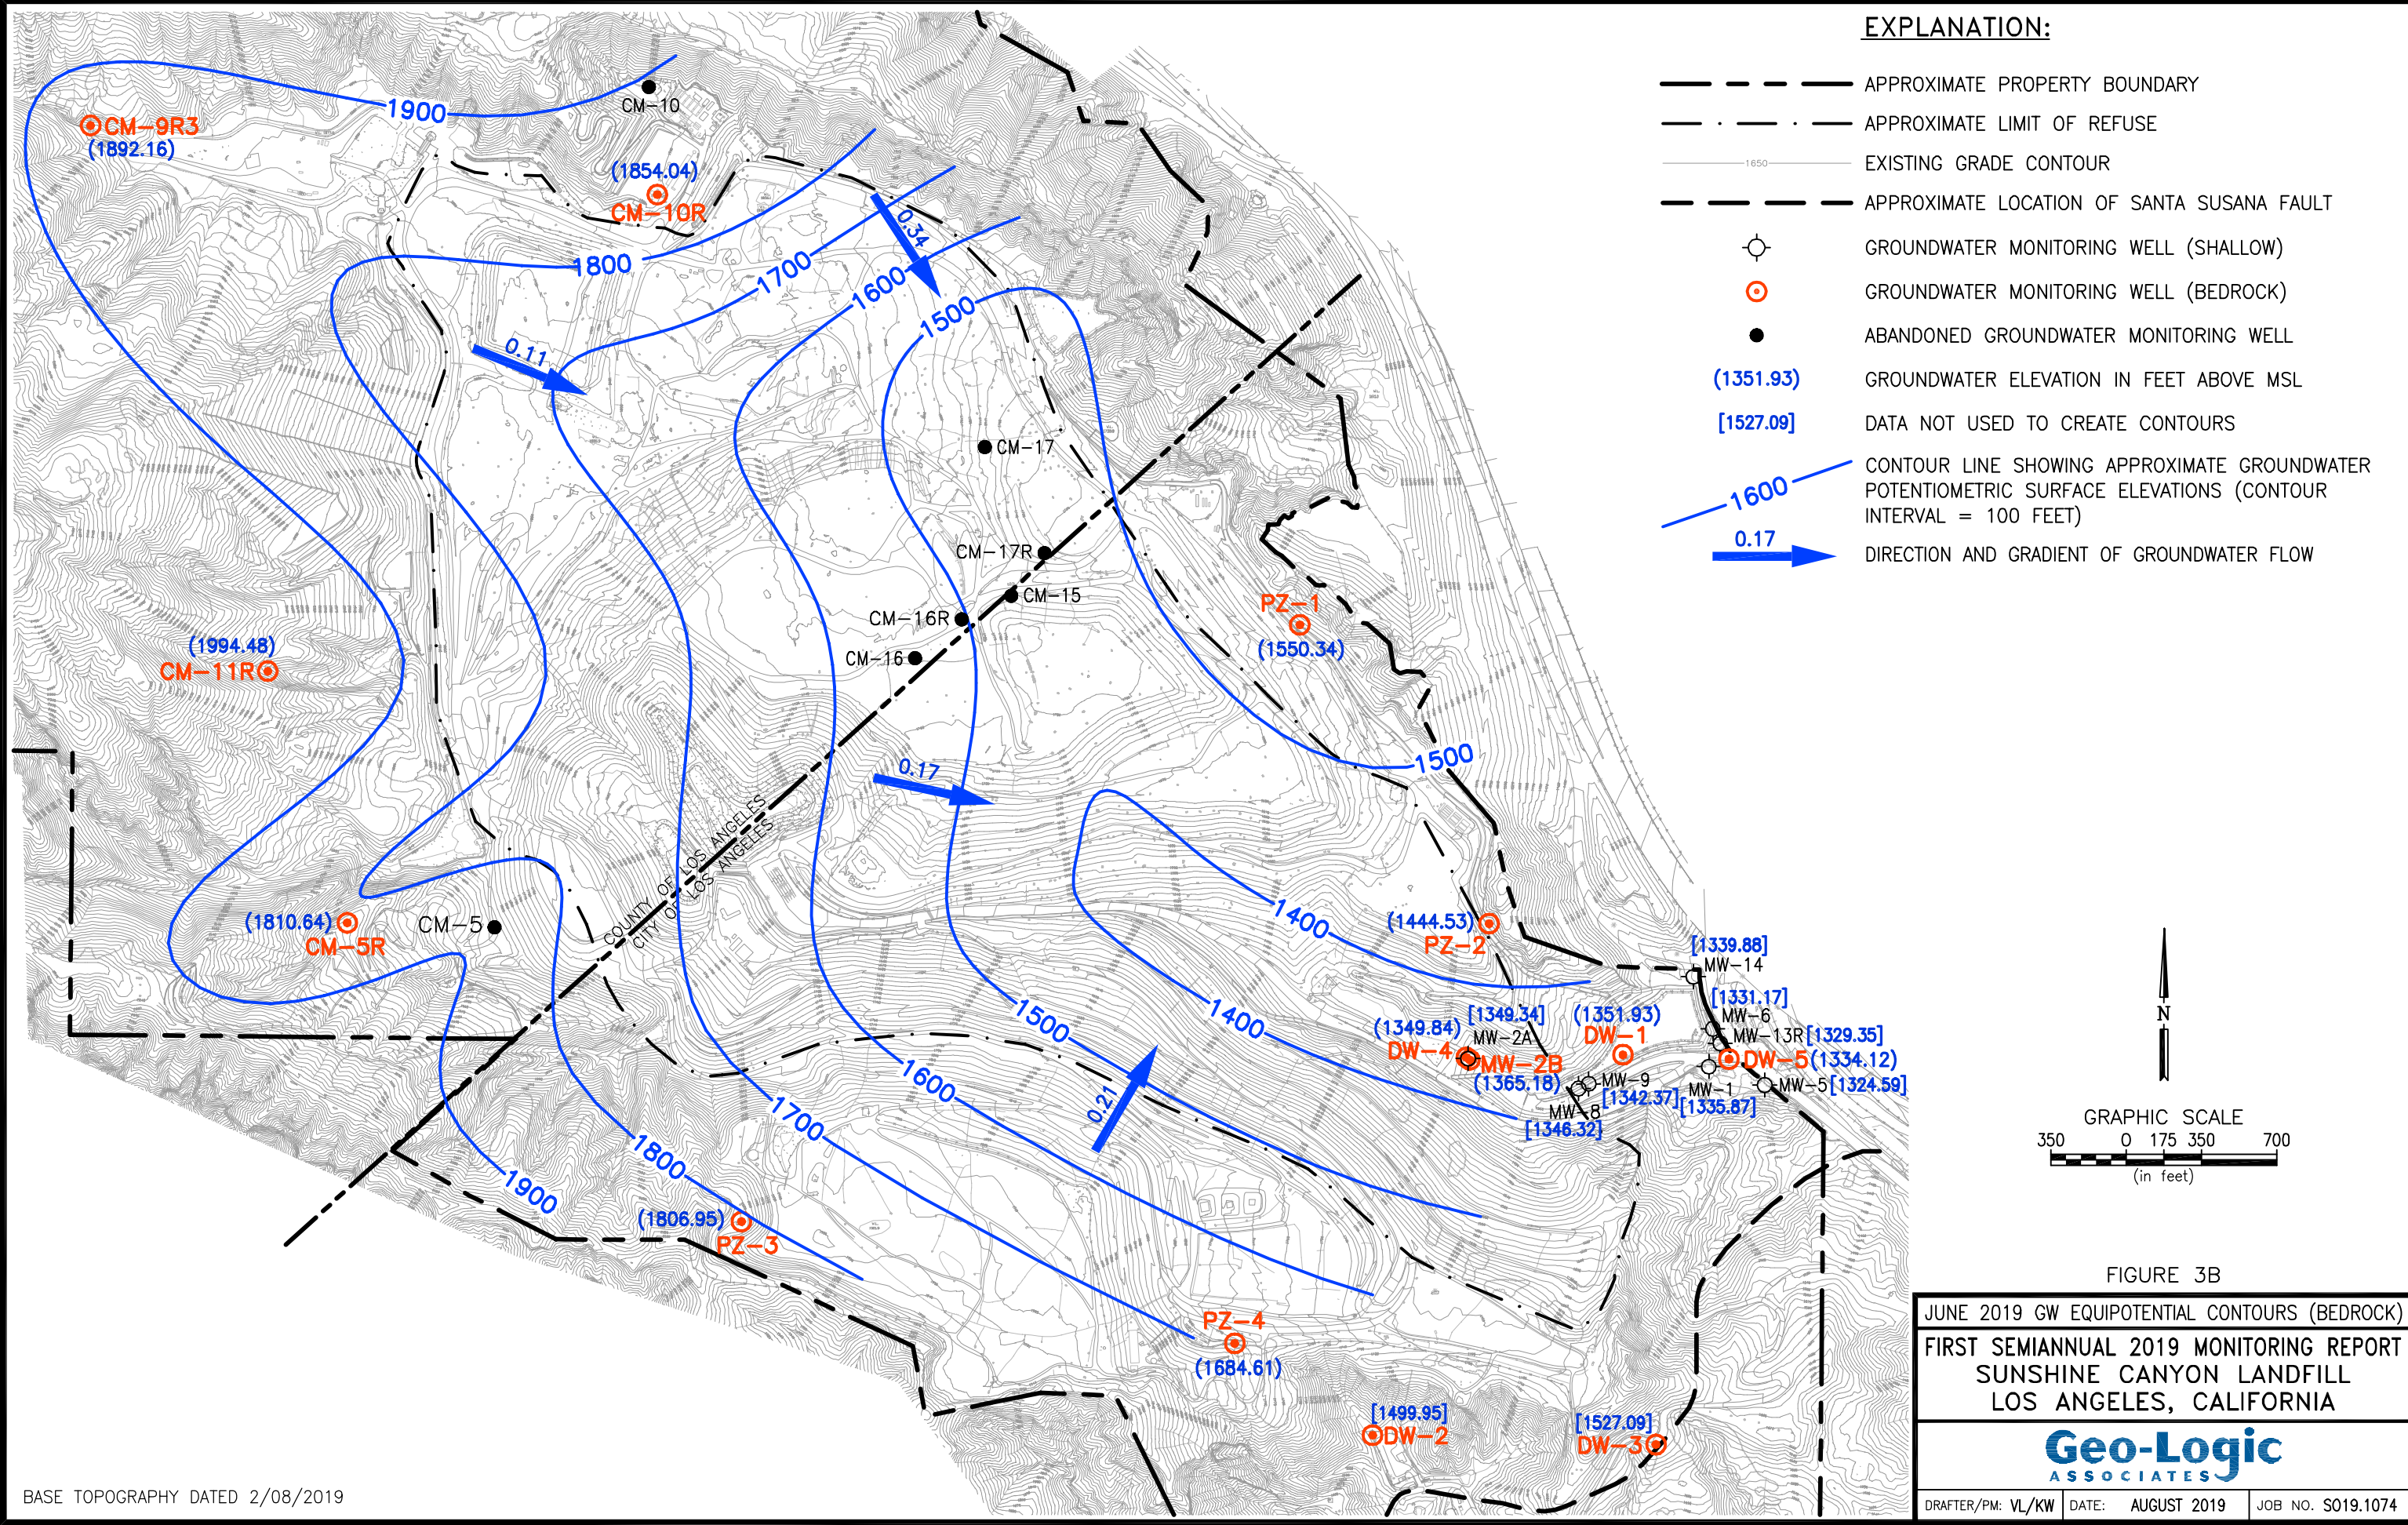 EXPLANATION:
APPROXIMATE PROPERTY BOUNDARY
APPROXIMATE LIMIT OF REFUSE
1650
EXISTING GRADE CONTOUR
APPROXIMATE LOCATION OF SANTA SUSANA FAULT
GROUNDWATER MONITORING WELL (SHALLOW)
GROUNDWATER MONITORING WELL (BEDROCK)
ABANDONED GROUNDWATER MONITORING WELL
(1351.93)
GROUNDWATER ELEVATION IN FEET ABOVE MSL
[1527.09]
DATA NOT USED TO CREATE CONTOURS
1600
CONTOUR LINE SHOWING APPROXIMATE GROUNDWATER
POTENTIOMETRIC SURFACE ELEVATIONS (CONTOUR
INTERVAL = 100 FEET)
0.17
DIRECTION AND GRADIENT OF GROUNDWATER FLOW
1900
CM-10
CM-9R3
(1892.16)
(1854.04)
CM-10R
0.34
1800
1700
1600
1500
0.11
CM-17
CM-17R
CM-15
CM-16R
CM-16
PZ-1
(1550.34)
(1994.48)
CM-11R
1500
0.17
COUNTY OF LOS ANGELES
CITY OF LOS ANGELES
(1810.64)
CM-5R
CM-5
1400
(1444.53)
PZ-2
[1339.88]
MW-14
[1331.17]
MW-6
MW-13R
[1329.35]
1400
1500
(1349.84)
DW-4
[1349.34]
MW-2A
MW-2B
(1365.18)
(1351.93)
DW-1
DW-5
(1334.12)
MW-9
[1342.37]
MW-8
[1346.32]
MW-1
[1335.87]
MW-5
[1324.59]
1600
1700
0.21
1800
1900
(1806.95)
PZ-3
PZ-4
(1684.61)
[1499.95]
DW-2
[1527.09]
DW-3
N
GRAPHIC SCALE
350 0 175 350 700
(in feet)
FIGURE 3B
JUNE 2019 GW EQUIPOTENTIAL CONTOURS (BEDROCK)
FIRST SEMIANNUAL 2019 MONITORING REPORT
SUNSHINE CANYON LANDFILL
LOS ANGELES, CALIFORNIA
Geo-Logic
ASSOCIATES
DRAFTER/PM: VL/KW DATE: AUGUST 2019 JOB NO. SO19.1074
BASE TOPOGRAPHY DATED 2/08/2019